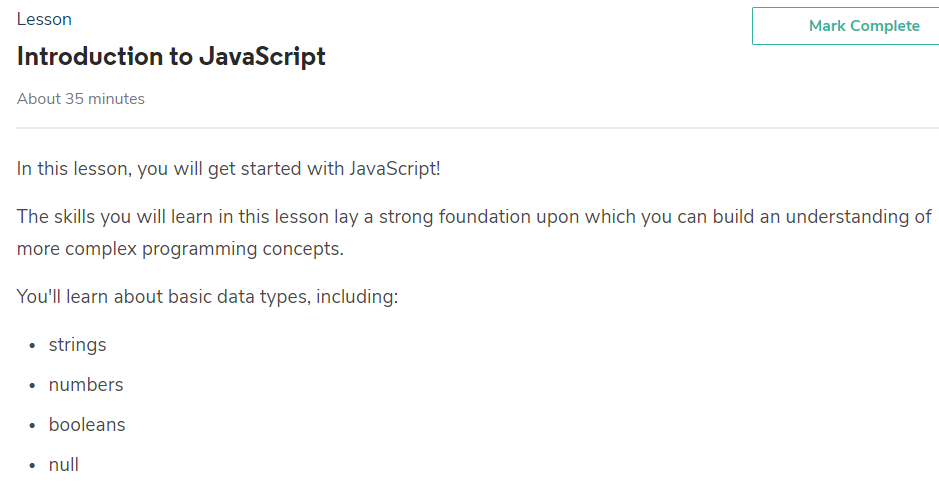 Lesson
Mark Complete
Introduction to JavaScript
About 35 minutes
In this lesson, you will get started with JavaScript!
The skills you will learn in this lesson lay a strong foundation upon which you can build an understanding of
more complex programming concepts.
You'll learn about basic data types, including:
• strings
• numbers
• booleans
• null